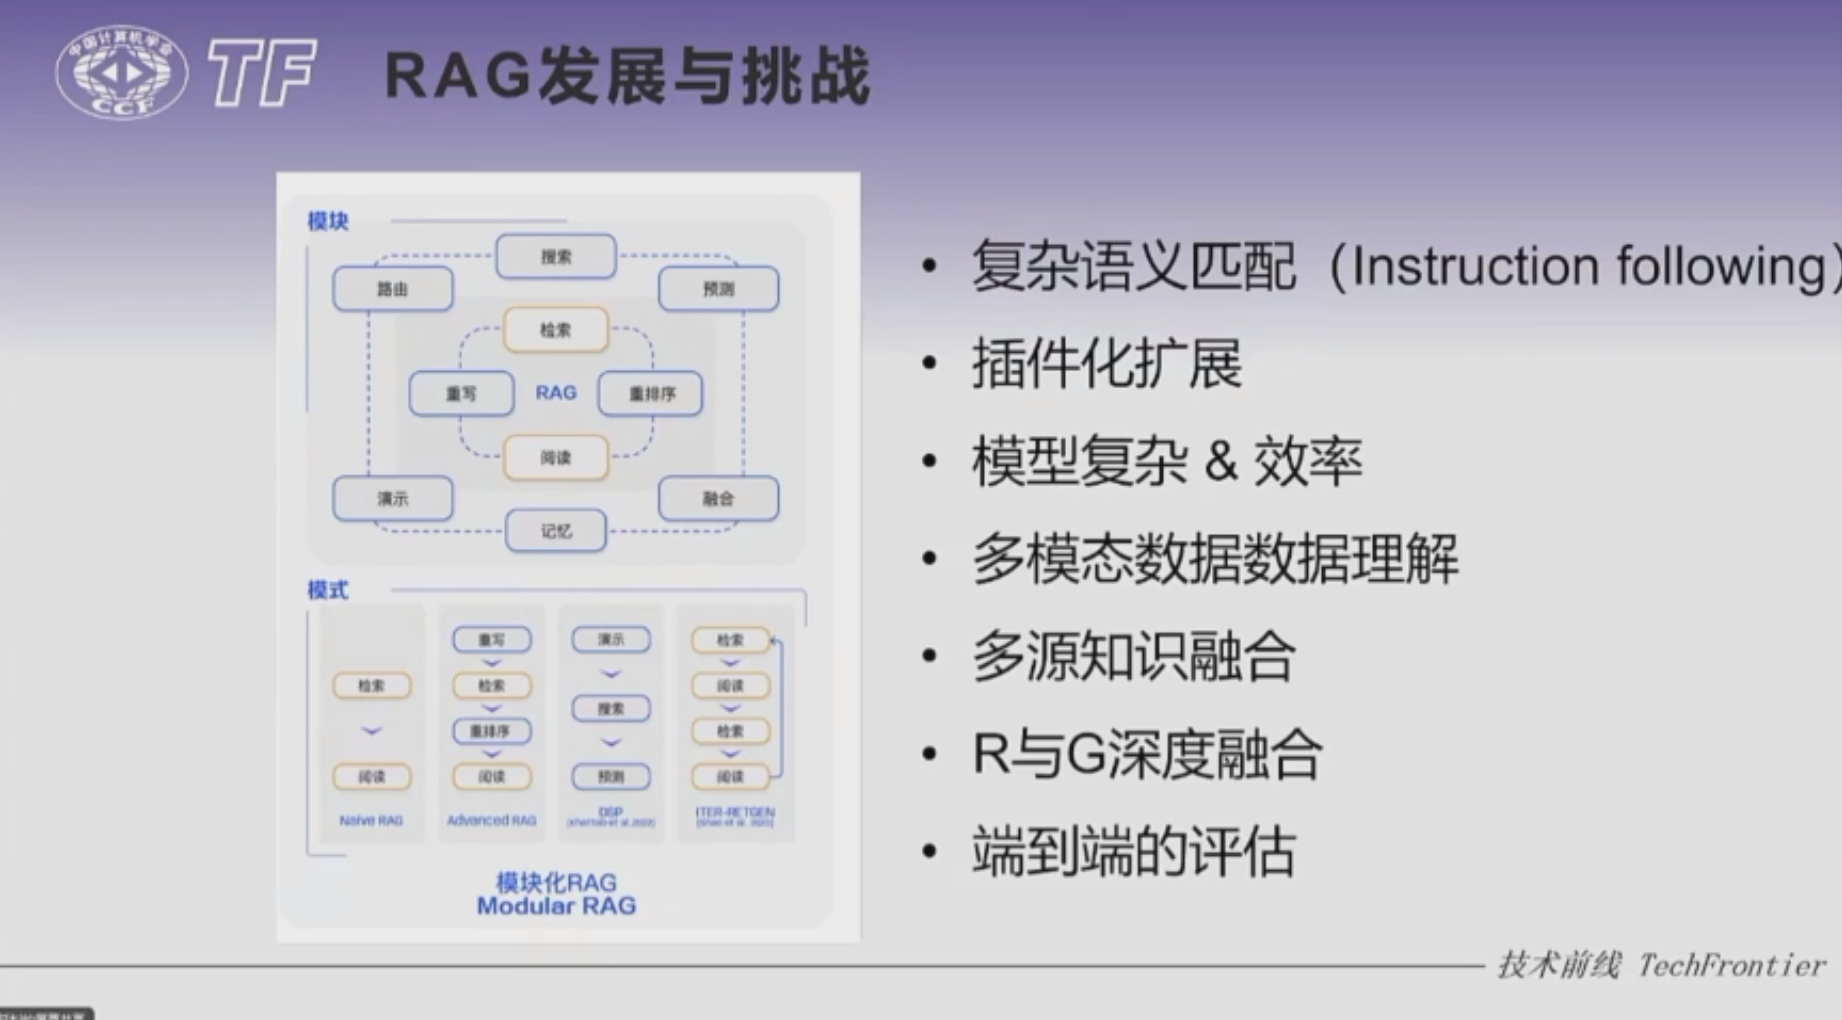 中国计算机学会
CCF
TF
RAG发展与挑战
模块
搜索
路由
预测
检索
重写
RAG
重排序
阅读
演示
融合
记忆
模式
检索
阅读
Naive RAG
重写
检索
重排序
阅读
Advanced RAG
演示
搜索
预测
DSP
检索
阅读
检索
阅读
ITER-RETGEN
模块化RAG
Modular RAG
• 复杂语义匹配（Instruction following）
• 插件化扩展
• 模型复杂 & 效率
• 多模态数据数据理解
• 多源知识融合
• R与G深度融合
• 端到端的评估
技术前线 TechFrontier